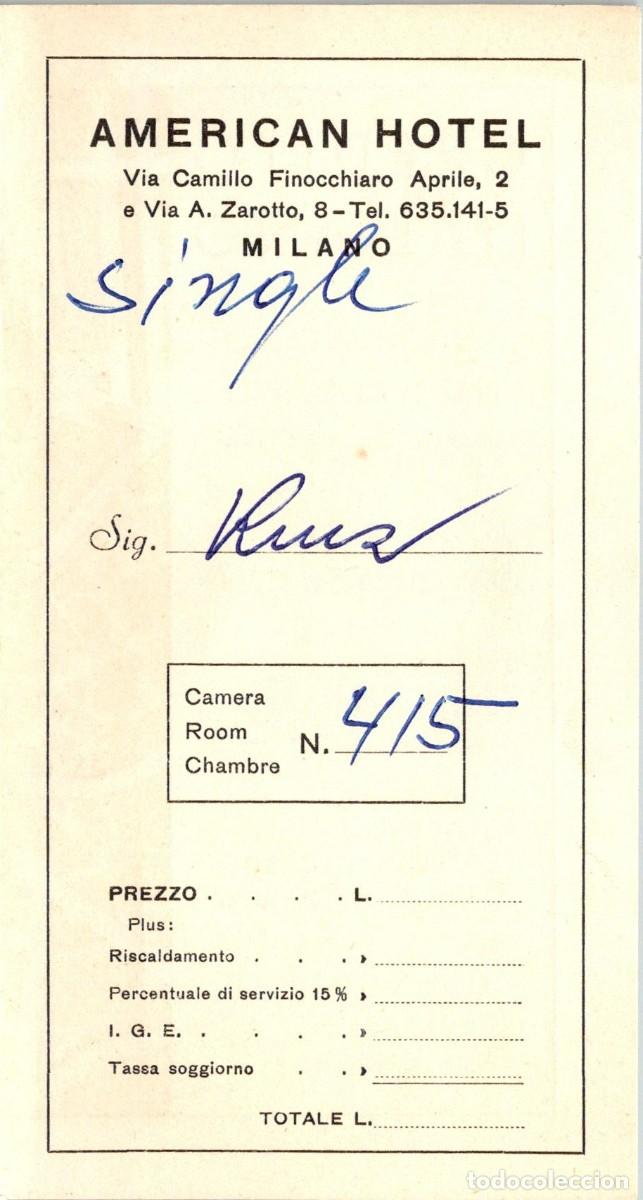 AMERICAN HOTEL
Via Camillo Finocchiaro Aprile, 2
e Via A. Zarotto, 8 – Tel. 635.141-5
MILANO
single
Sig.
Camera
Room
Chambre
N. 415
PREZZO . . . . L.
Plus:
Riscaldamento . . . »
Percentuale di servizio 15 % »
I. G. E. . . . . »
Tassa soggiorno . . »
TOTALE L.
todocoleccion